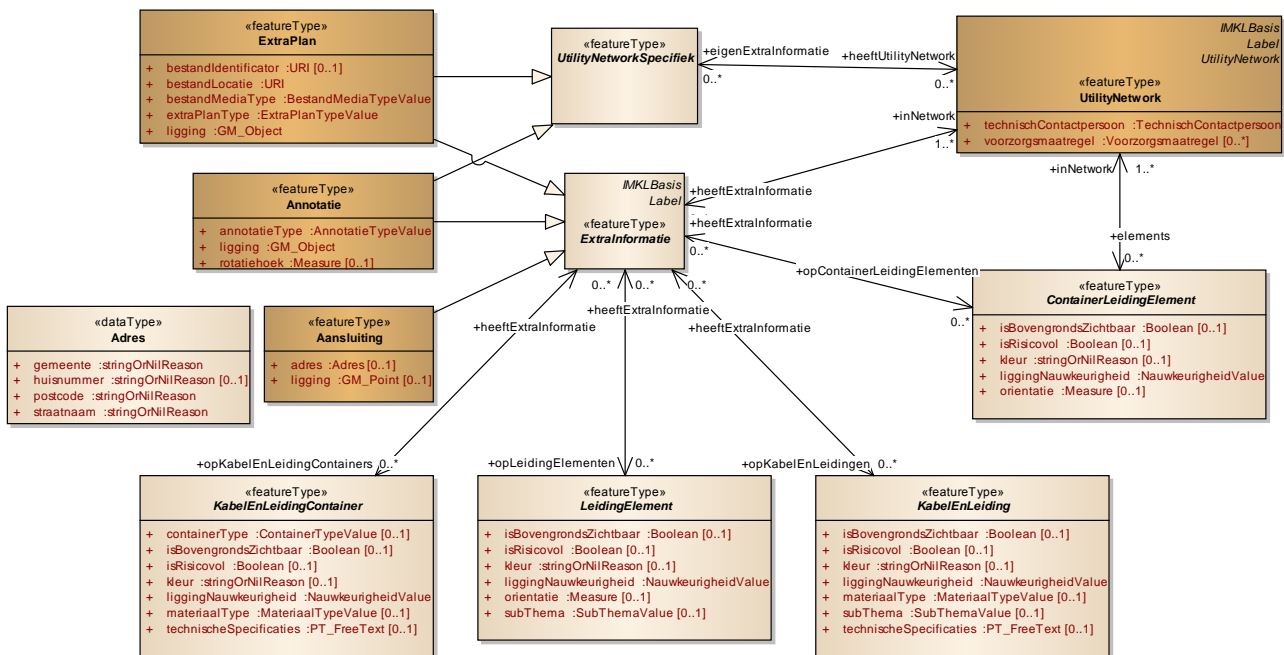 «featureType»
ExtraPlan
+ bestandIdentificator :URI [0..1]
+ bestandLocatie :URI
+ bestandMediaType :BestandMediaTypeValue
+ extraPlanType :ExtraPlanTypeValue
+ ligging :GM_Object
«featureType»
UtilityNetworkSpecifiek
+eigenExtraInformatie
0..*
+heeftUtilityNetwork
0..*
IMKLBasis
Label
UtilityNetwork
«featureType»
UtilityNetwork
+ technischContactpersoon :TechnischContactpersoon
+ voorzorgsmaatregel :Voorzorgsmaatregel [0..*]
+inNetwork
1..*
+inNetwork 1..*
«featureType»
Annotatie
+ annotatieType :AnnotatieTypeValue
+ ligging :GM_Object
+ rotatiehoek :Measure [0..1]
IMKLBasis
Label
«featureType»
ExtraInformatie
+heeftExtraInformatie
+heeftExtraInformatie
0..*
+elements
0..*
+opContainerLeidingElementen
0..*
«featureType»
ContainerLeidingElement
+ isBovengrondsZichtbaar :Boolean [0..1]
+ isRisicovol :Boolean [0..1]
+ kleur :stringOrNilReason [0..1]
+ liggingNauwkeurigheid :NauwkeurigheidValue
+ orientatie :Measure [0..1]
«dataType»
Adres
+ gemeente :stringOrNilReason
+ huisnummer :stringOrNilReason [0..1]
+ postcode :stringOrNilReason
+ straatnaam :stringOrNilReason
«featureType»
Aansluiting
+ adres :Adres [0..1]
+ ligging :GM_Point [0..1]
0..*
0..*
0..*
+heeftExtraInformatie
+heeftExtraInformatie
+heeftExtraInformatie
+opKabelEnLeidingContainers 0..*
+opLeidingElementen 0..*
+opKabelEnLeidingen 0..*
«featureType»
KabelEnLeidingContainer
+ containerType :ContainerTypeValue [0..1]
+ isBovengrondsZichtbaar :Boolean [0..1]
+ isRisicovol :Boolean [0..1]
+ kleur :stringOrNilReason [0..1]
+ liggingNauwkeurigheid :NauwkeurigheidValue
+ materiaalType :MateriaalTypeValue [0..1]
+ technischeSpecificaties :PT_FreeText [0..1]
«featureType»
LeidingElement
+ isBovengrondsZichtbaar :Boolean [0..1]
+ isRisicovol :Boolean [0..1]
+ kleur :stringOrNilReason [0..1]
+ liggingNauwkeurigheid :NauwkeurigheidValue
+ orientatie :Measure [0..1]
+ subThema :SubThemaValue [0..1]
«featureType»
KabelEnLeiding
+ isBovengrondsZichtbaar :Boolean [0..1]
+ isRisicovol :Boolean [0..1]
+ kleur :stringOrNilReason [0..1]
+ liggingNauwkeurigheid :NauwkeurigheidValue
+ materiaalType :MateriaalTypeValue [0..1]
+ subThema :SubThemaValue [0..1]
+ technischeSpecificaties :PT_FreeText [0..1]